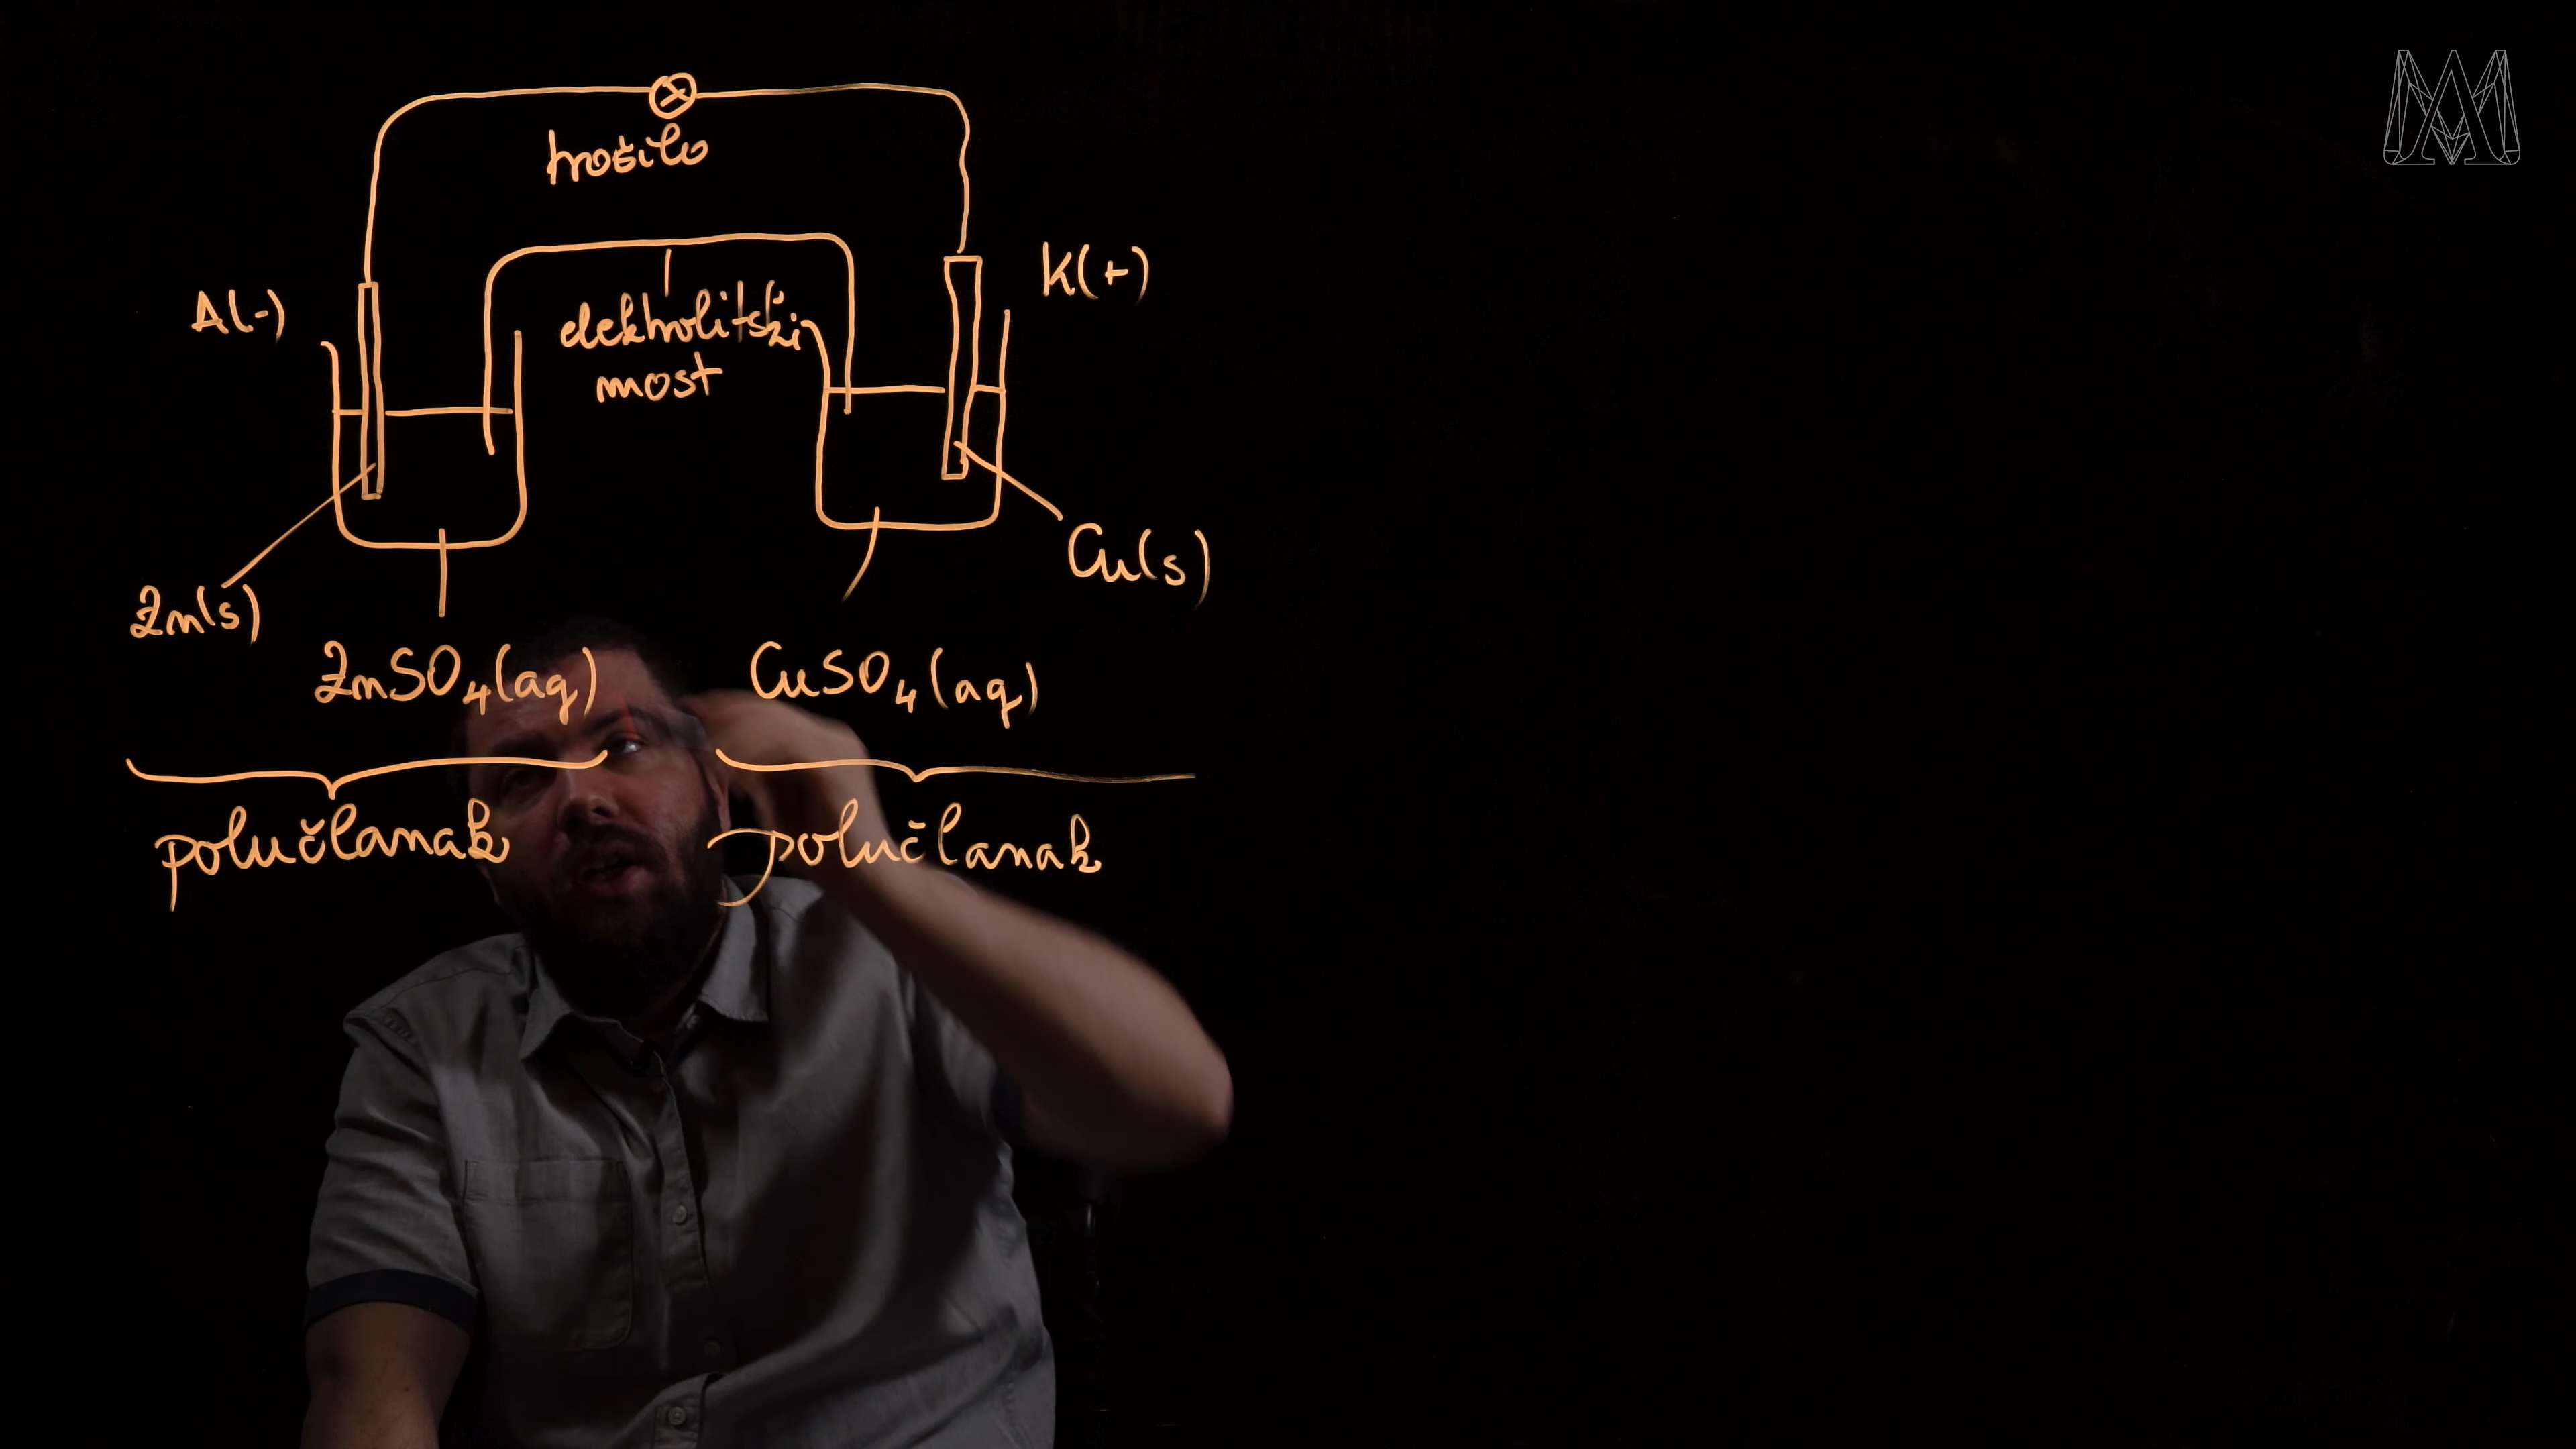 trošilo
K(+)
A(-)
elektrolitski
most
Cu(s)
Zn(s)
ZnSO4(aq)
CuSO4(aq)
polučlanak
polučlanak